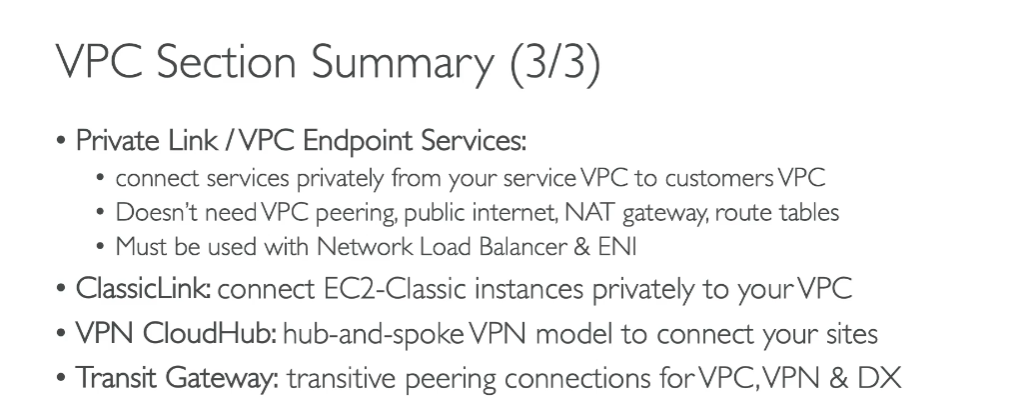 VPC Section Summary (3/3)
• Private Link / VPC Endpoint Services:
• connect services privately from your service VPC to customers VPC
• Doesn't need VPC peering, public internet, NAT gateway, route tables
• Must be used with Network Load Balancer & ENI
• ClassicLink: connect EC2-Classic instances privately to your VPC
• VPN CloudHub: hub-and-spoke VPN model to connect your sites
• Transit Gateway: transitive peering connections for VPC, VPN & DX